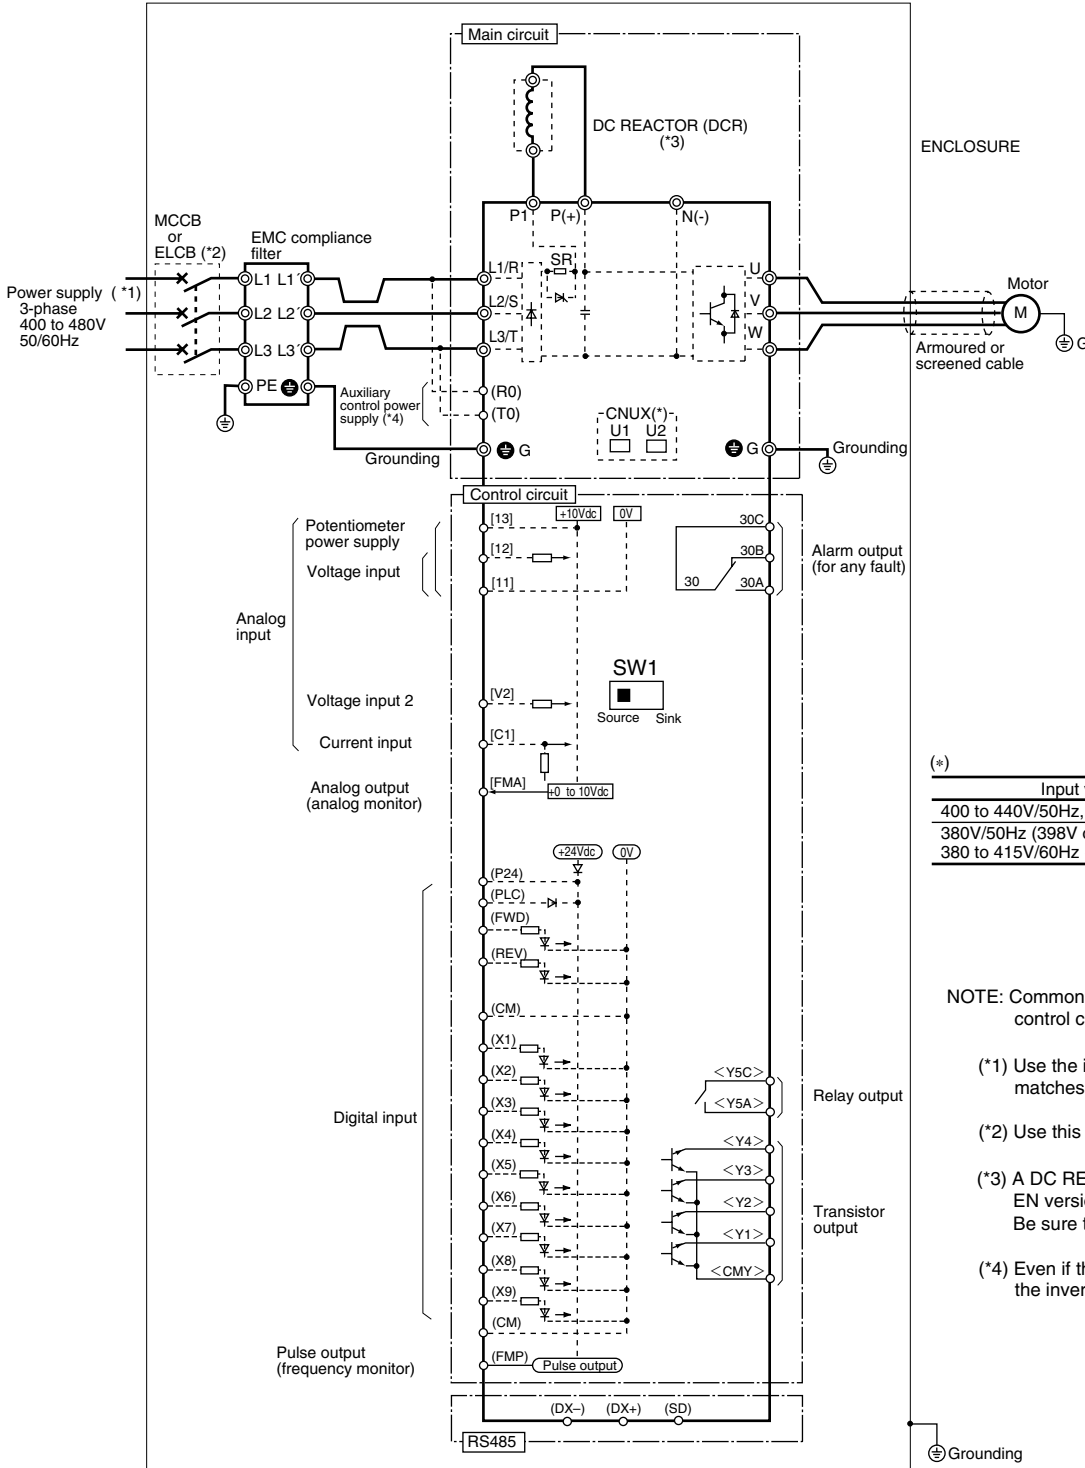 Main circuit
DC REACTOR (DCR)
(*3)
ENCLOSURE
P1 P(+) N(-)
MCCB
or
ELCB (*2)
EMC compliance
filter
Power supply (*1)
3-phase
400 to 480V
50/60Hz
L1 L1´
L2 L2´
L3 L3´
PE
L1/R
L2/S
L3/T
SR
U
V
W
Motor
M
G
Armoured or
screened cable
Auxiliary
control power
supply (*4)
(R0)
(T0)
CNUX(*)
U1 U2
Grounding
G
G
Grounding
Control circuit
Potentiometer
power supply
[13]
+10Vdc
0V
30C
Voltage input
[12]
30B
Alarm output
(for any fault)
[11]
30
30A
Analog
input
SW1
Source Sink
Voltage input 2
[V2]
Current input
[C1]
Analog output
(analog monitor)
[FMA]
+0 to 10Vdc
(*)
Input
400 to 440V/50Hz,
380V/50Hz (398V
380 to 415V/60Hz
+24Vdc
0V
(P24)
(PLC)
(FWD)
(REV)
(CM)
(X1)
(X2)
(X3)
(X4)
(X5)
(X6)
(X7)
(X8)
(X9)
(CM)
Digital input
<Y5C>
<Y5A>
Relay output
<Y4>
<Y3>
<Y2>
<Y1>
<CMY>
Transistor
output
Pulse output
(frequency monitor)
(FMP)
Pulse output
(DX–) (DX+) (SD)
RS485
Grounding
NOTE: Common
control c
(*1) Use the i
matches
(*2) Use this
(*3) A DC RE
EN versi
Be sure t
(*4) Even if th
the inver